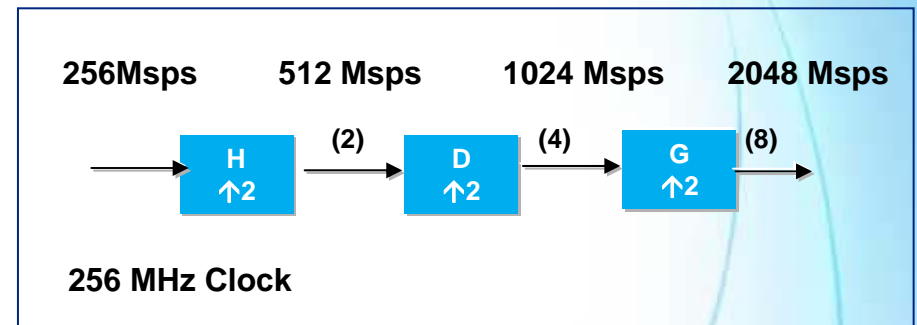 256Msps 512 Msps 1024 Msps 2048 Msps
(2) (4) (8)
H D G
↑2 ↑2 ↑2
256 MHz Clock